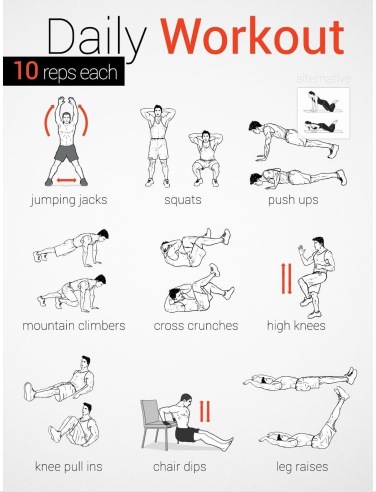 Daily Workout
10 reps each
alternative
jumping jacks
squats
push ups
mountain climbers
cross crunches
high knees
knee pull ins
chair dips
leg raises